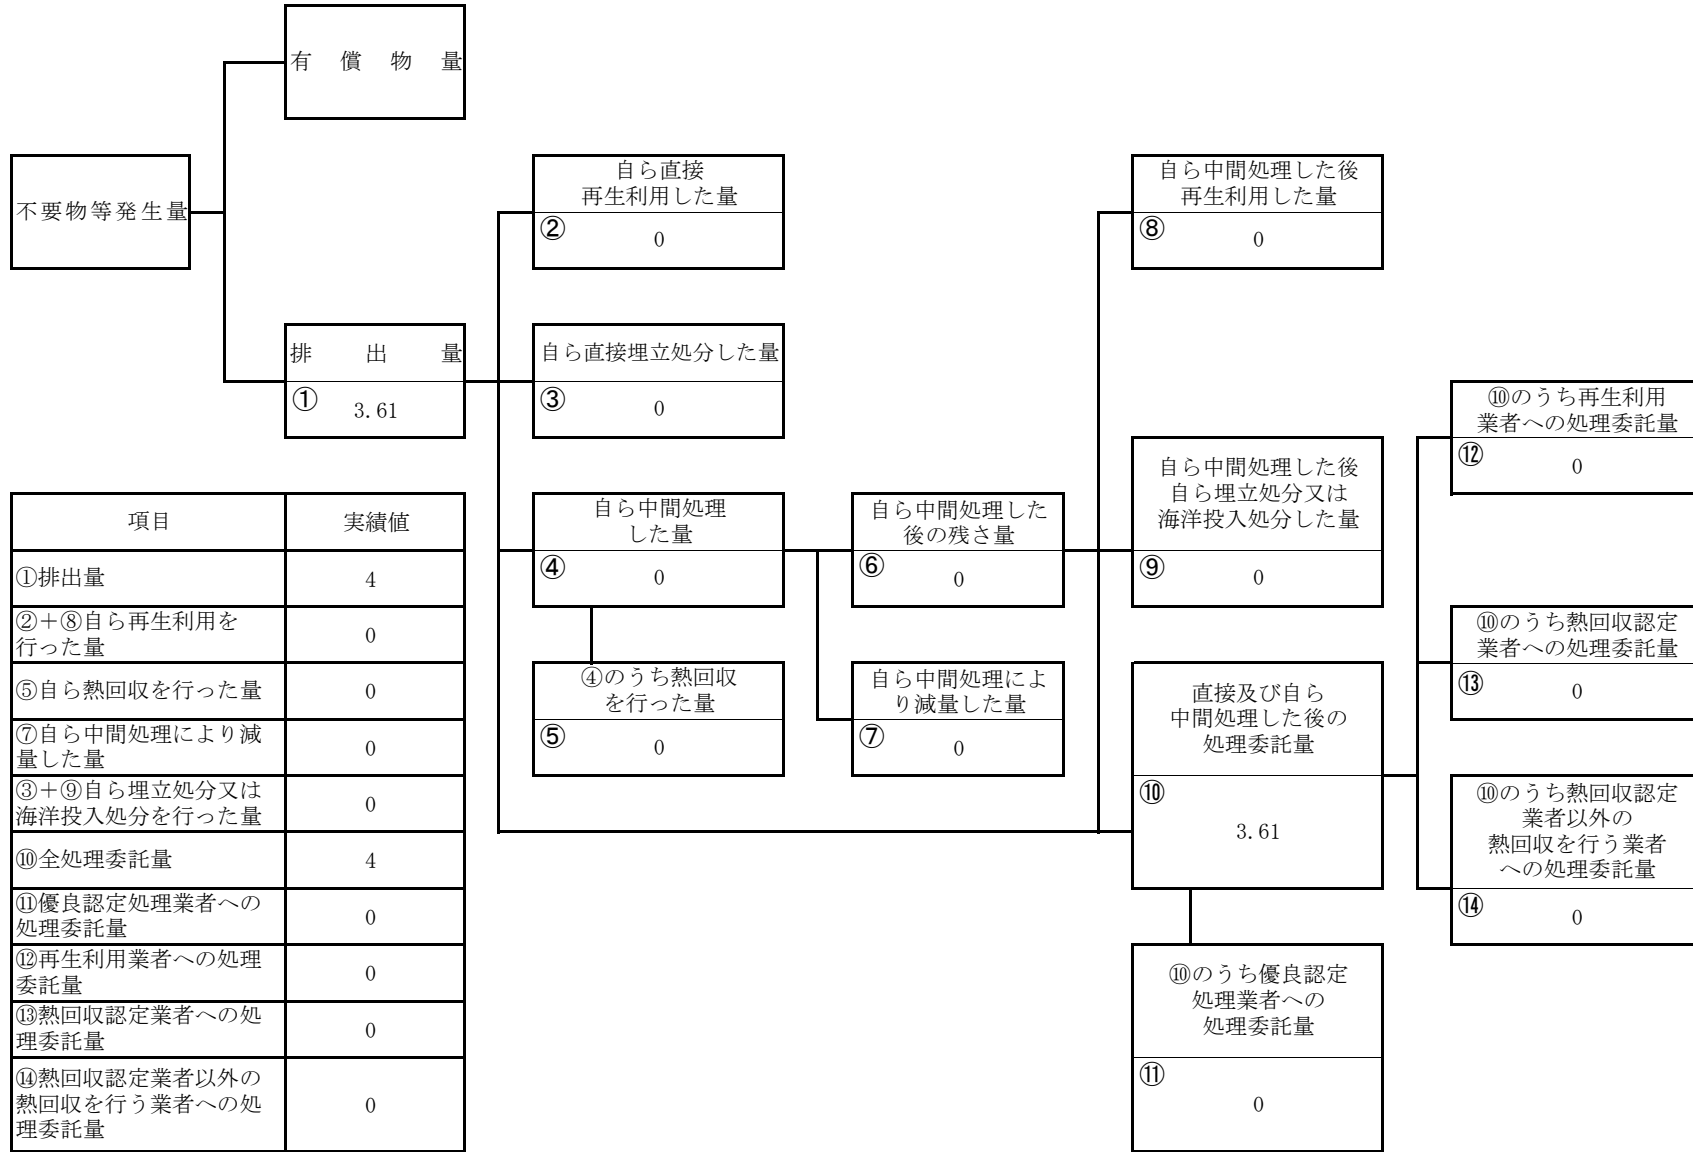 有償物量
不要物等発生量
排出量
①
3.61
自ら直接
再生利用した量
②
0
自ら直接埋立処分した量
③
0
自ら中間処理
した量
④
0
④のうち熱回収
を行った量
⑤
0
自ら中間処理した
後の残さ量
⑥
0
自ら中間処理によ
り減量した量
⑦
0
自ら中間処理した後
再生利用した量
⑧
0
自ら中間処理した後
自ら埋立処分又は
海洋投入処分した量
⑨
0
直接及び自ら
中間処理した後の
処理委託量
⑩
3.61
⑩のうち優良認定
処理業者への
処理委託量
⑪
0
⑩のうち再生利用
業者への処理委託量
⑫
0
⑩のうち熱回収認定
業者への処理委託量
⑬
0
⑩のうち熱回収認定
業者以外の
熱回収を行う業者
への処理委託量
⑭
0
項目 実績値
①排出量 4
②+⑧自ら再生利用を
行った量 0
⑤自ら熱回収を行った量 0
⑦自ら中間処理により減
量した量 0
③+⑨自ら埋立処分又は
海洋投入処分を行った量 0
⑩全処理委託量 4
⑪優良認定処理業者への
処理委託量 0
⑫再生利用業者への処理
委託量 0
⑬熱回収認定業者への処
理委託量 0
⑭熱回収認定業者以外の
熱回収を行う業者への処
理委託量 0